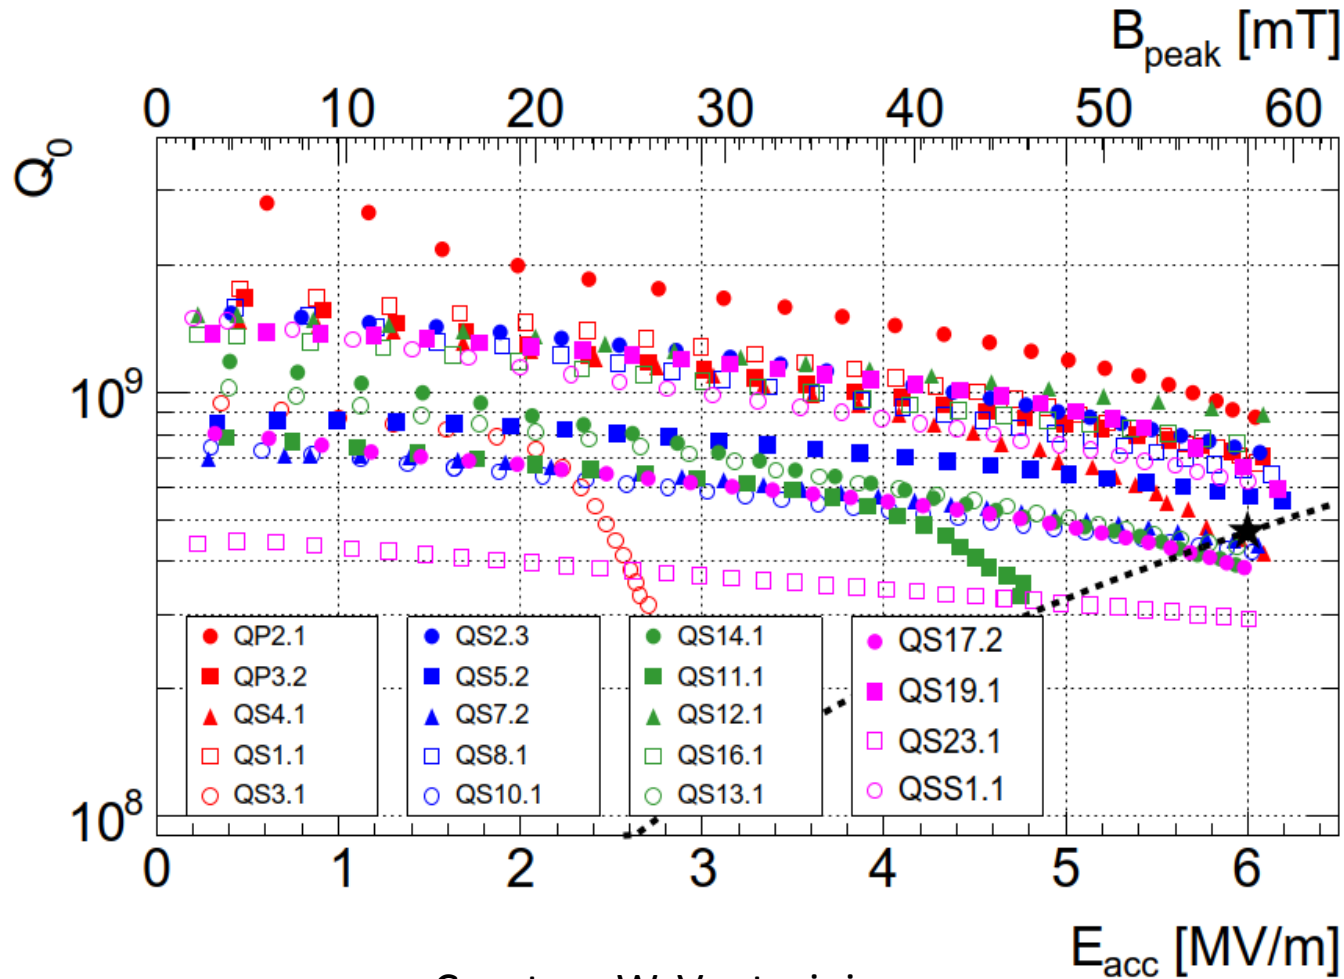 B_peak [mT]
0 10 20 30 40 50 60
Q_0
10^9
10^8
QP2.1
QP3.2
QS4.1
QS1.1
QS3.1
QS2.3
QS5.2
QS7.2
QS8.1
QS10.1
QS14.1
QS11.1
QS12.1
QS16.1
QS13.1
QS17.2
QS19.1
QS23.1
QSS1.1
0 1 2 3 4 5 6
E_acc [MV/m]